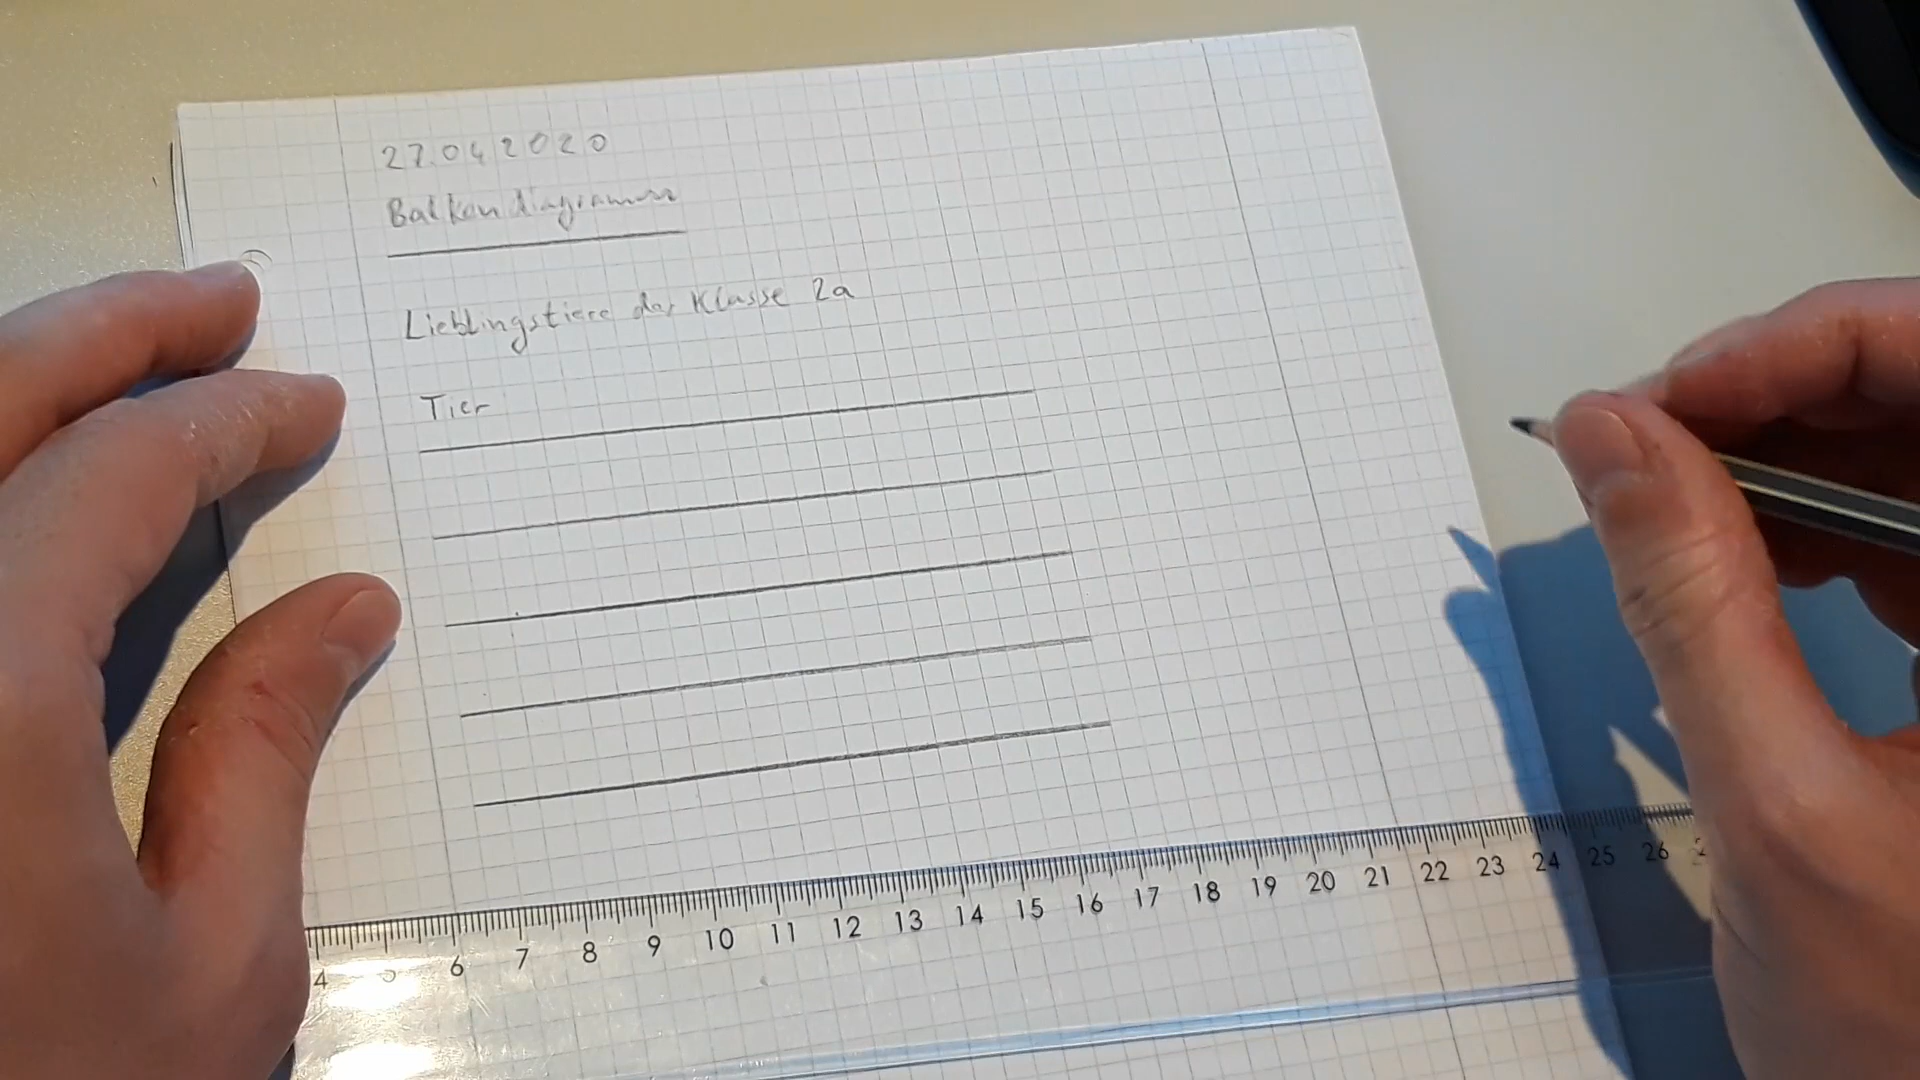 27.04.2020
Balkendiagramm
Lieblingstiere der Klasse 2a
Tier
4 5 6 7 8 9 10 11 12 13 14 15 16 17 18 19 20 21 22 23 24 25 26